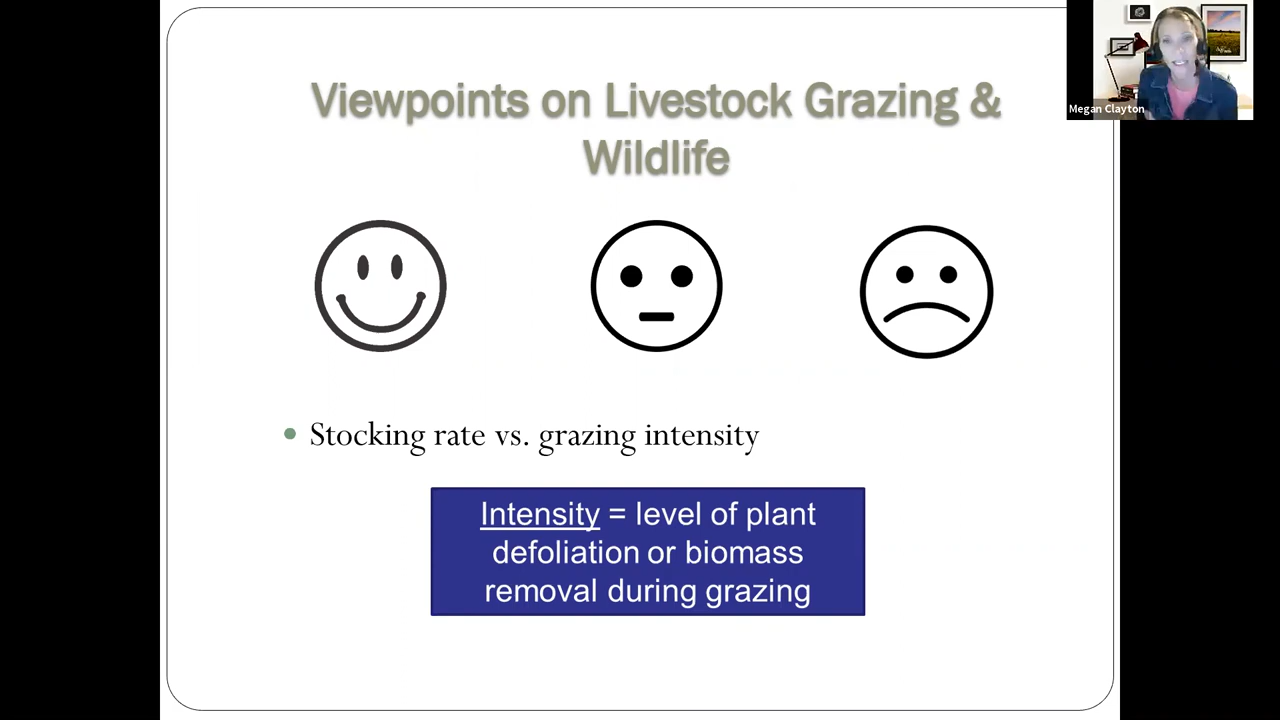 Viewpoints on Livestock Grazing &
Wildlife
Megan Clayton
Stocking rate vs. grazing intensity
Intensity = level of plant
defoliation or biomass
removal during grazing